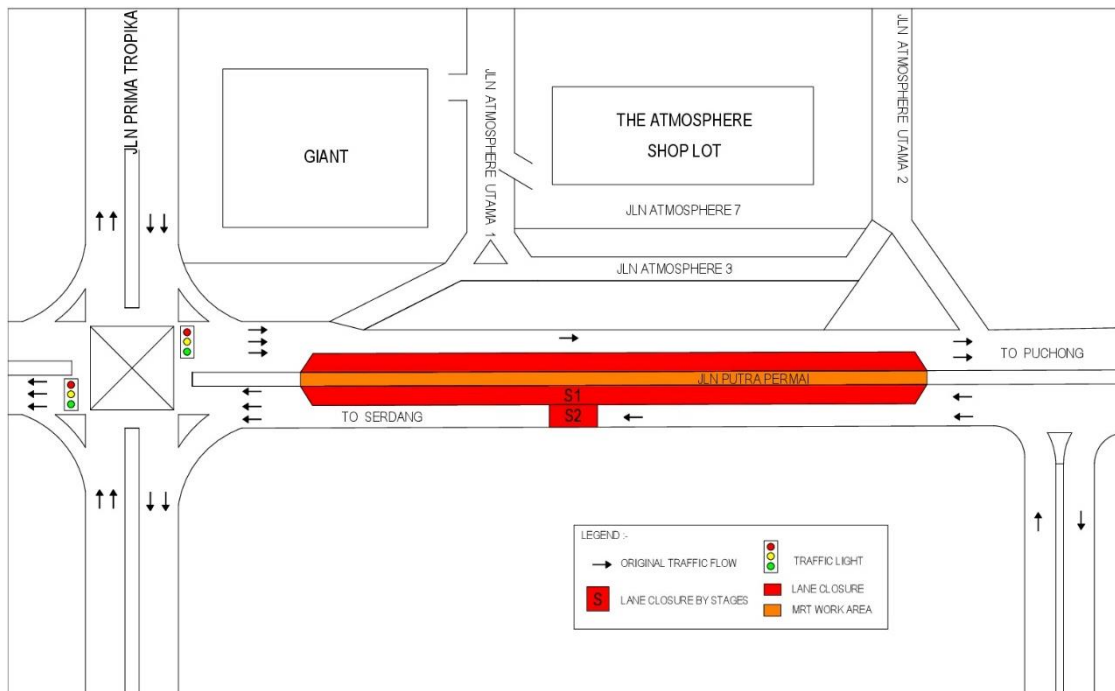 JLN PRIMA TROPIKA
GIANT
JLN ATMOSPHERE UTAMA 1
THE ATMOSPHERE
SHOP LOT
JLN ATMOSPHERE UTAMA 2
JLN ATMOSPHERE 7
JLN ATMOSPHERE 3
TO PUCHONG
JLN PUTRA PERMAI
S1
S2
TO SERDANG
LEGEND :-
ORIGINAL TRAFFIC FLOW
TRAFFIC LIGHT
S
LANE CLOSURE BY STAGES
LANE CLOSURE
MRT WORK AREA